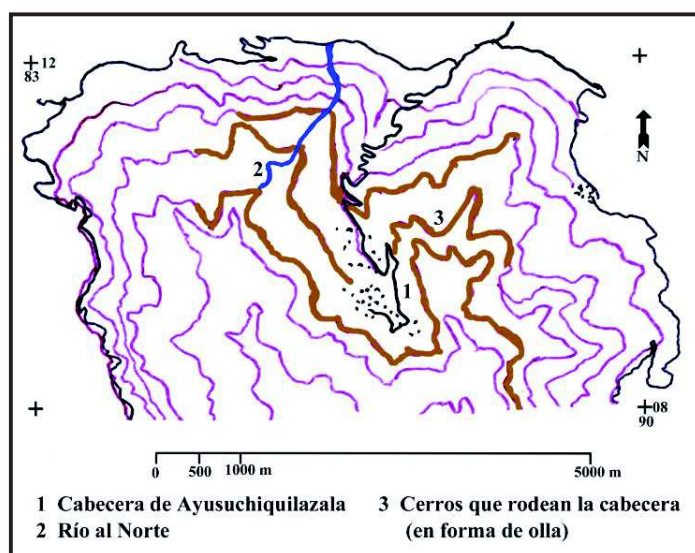 12
83
N
2
3
1
08
90
0 500 1000 m 5000 m
1 Cabecera de Ayusuchiquilazala
2 Río al Norte
3 Cerros que rodean la cabecera
(en forma de olla)